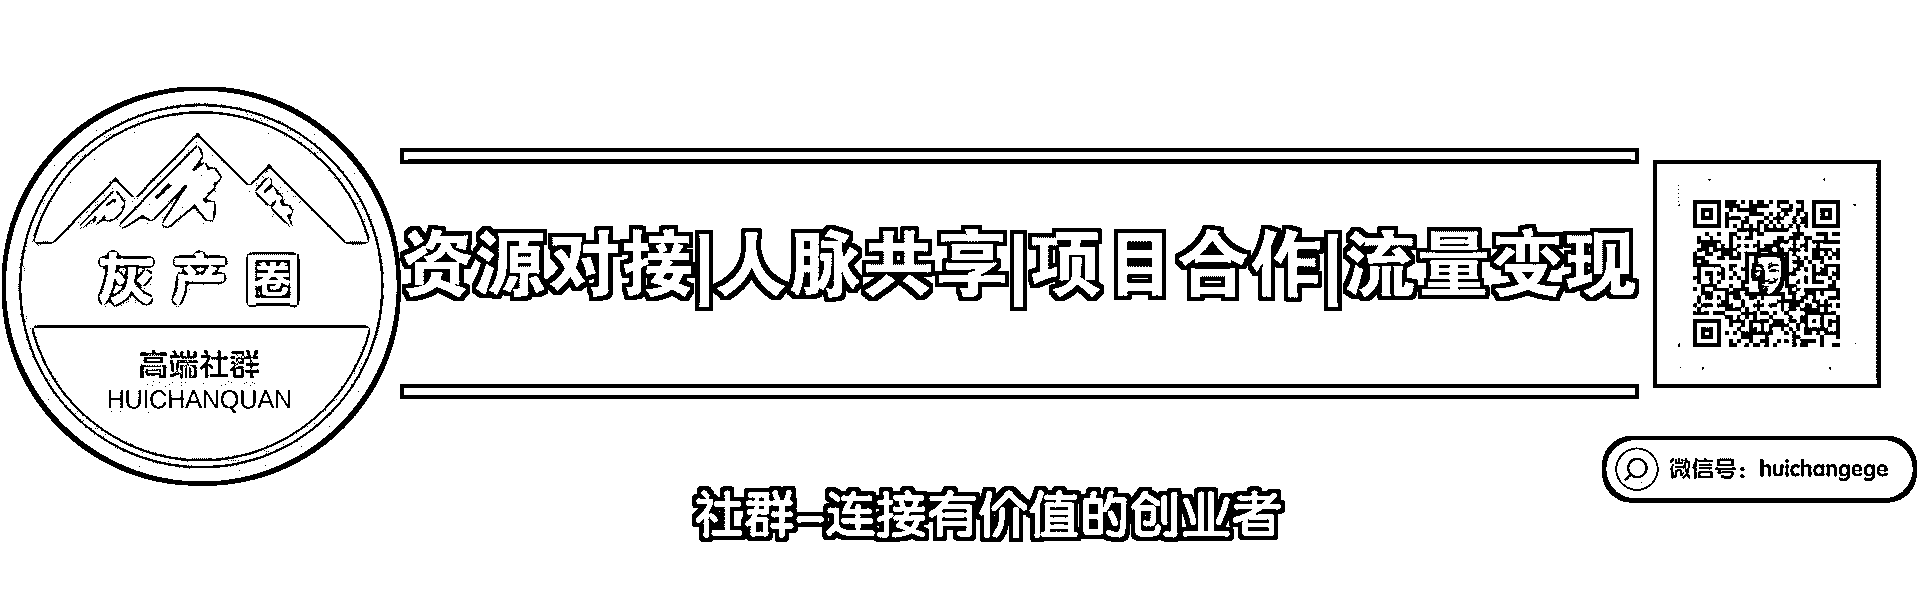 灰产圈
高端社群
HUICHANQUAN
资源对接|人脉共享|项目合作|流量变现
微信号：huichangege
社群-连接有价值的创业者